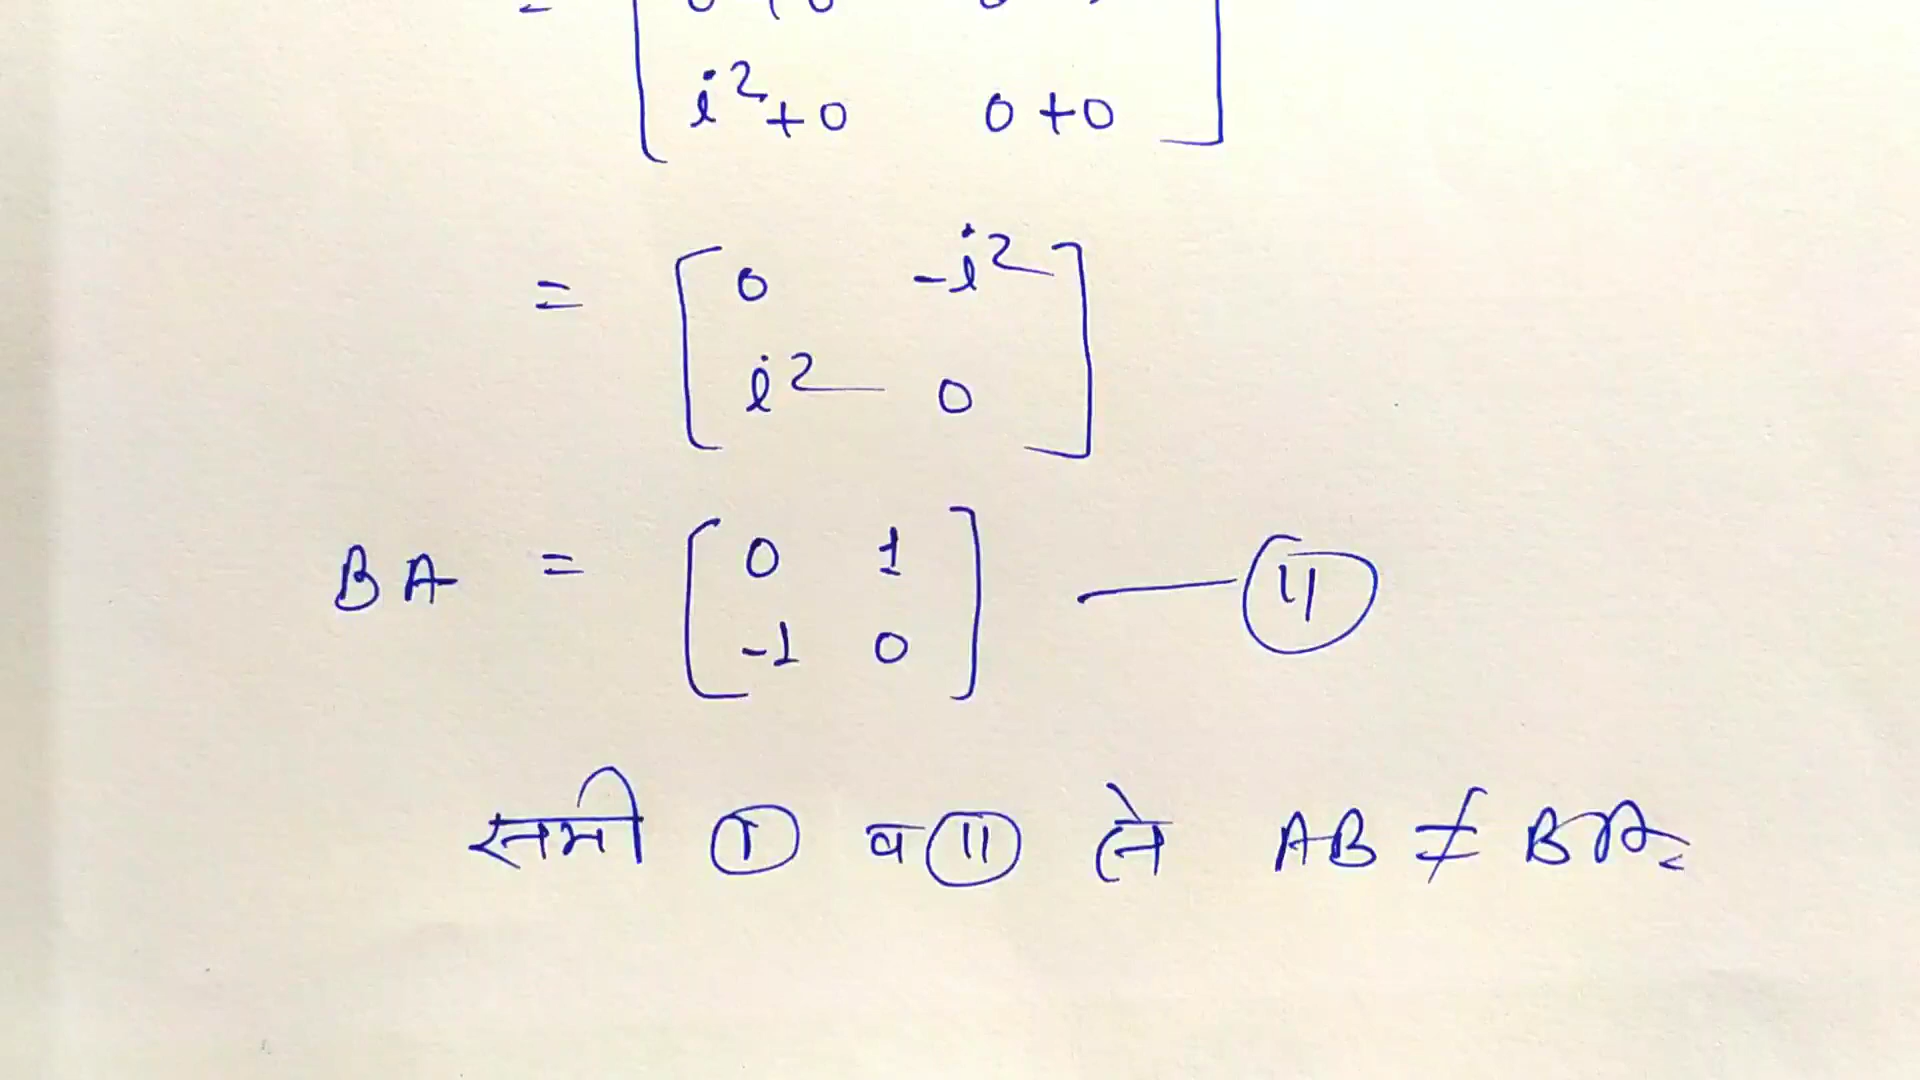 i²+0 0+0
= [ 0 -i²
i² 0 ]
BA = [ 0 1
-1 0 ] — (II)
समी (I) व (II) से AB ≠ BA